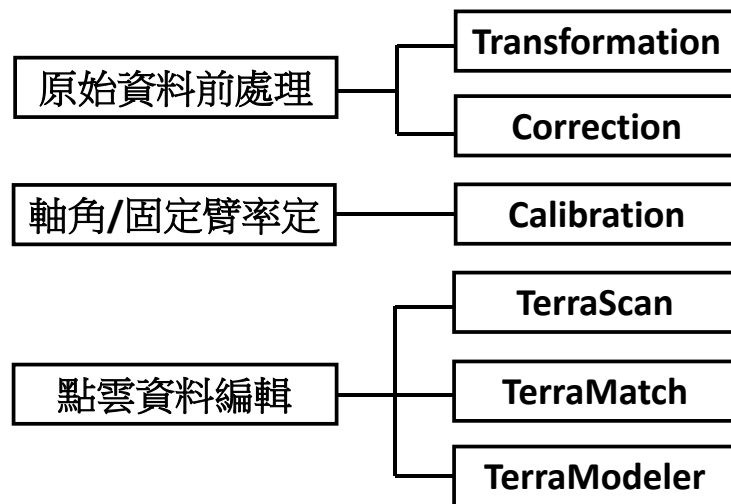 原始資料前處理
Transformation
Correction
軸角/固定臂率定
Calibration
點雲資料編輯
TerraScan
TerraMatch
TerraModeler